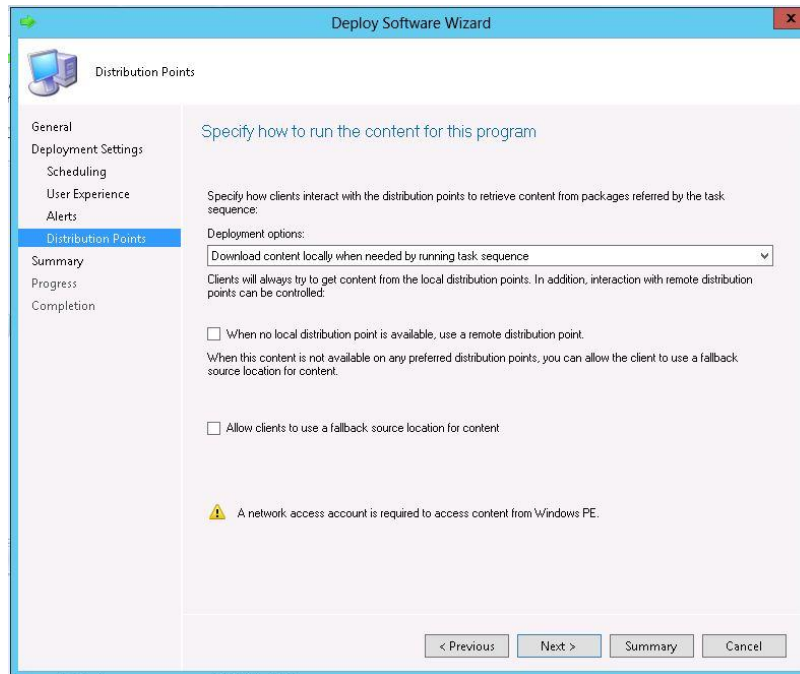 Deploy Software Wizard
x
Distribution Points
General
Deployment Settings
Scheduling
User Experience
Alerts
Distribution Points
Summary
Progress
Completion
Specify how to run the content for this program
Specify how clients interact with the distribution points to retrieve content from packages referred by the task
sequence:
Deployment options:
Download content locally when needed by running task sequence
Clients will always try to get content from the local distribution points. In addition, interaction with remote distribution
points can be controlled:
When no local distribution point is available, use a remote distribution point.
When this content is not available on any preferred distribution points, you can allow the client to use a fallback
source location for content.
Allow clients to use a fallback source location for content
A network access account is required to access content from Windows PE.
< Previous
Next >
Summary
Cancel